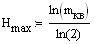 H_max := ln(m_кв) / ln(2)